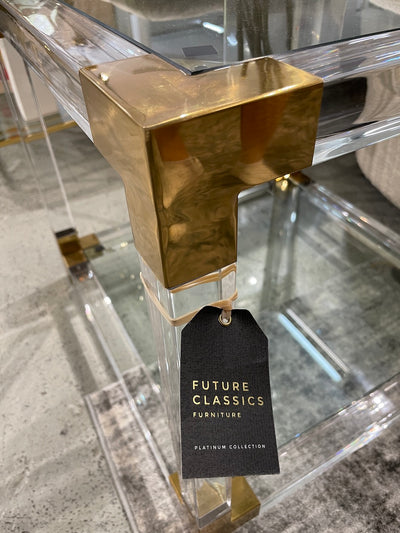 FUTURE
CLASSICS
FURNITURE
PLATINUM COLLECTION